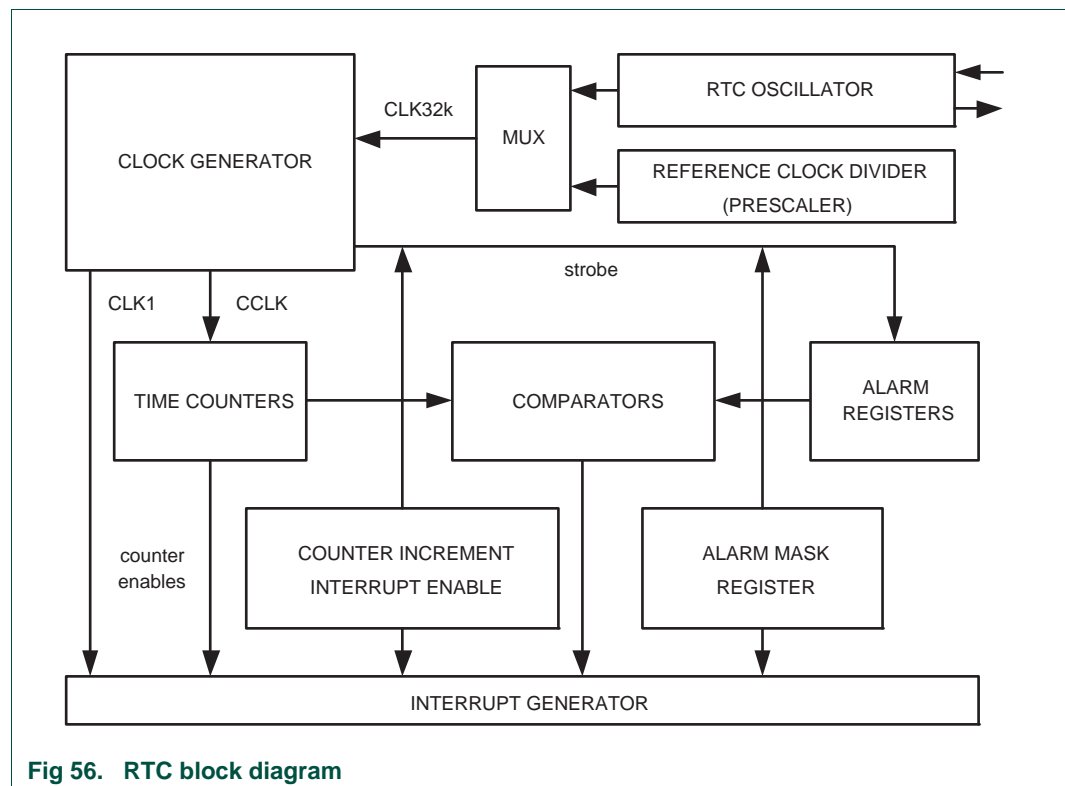 CLOCK GENERATOR
CLK32k
MUX
RTC OSCILLATOR
REFERENCE CLOCK DIVIDER
(PRESCALER)
strobe
CLK1
CCLK
TIME COUNTERS
COMPARATORS
ALARM
REGISTERS
counter
enables
COUNTER INCREMENT
INTERRUPT ENABLE
ALARM MASK
REGISTER
INTERRUPT GENERATOR
Fig 56. RTC block diagram